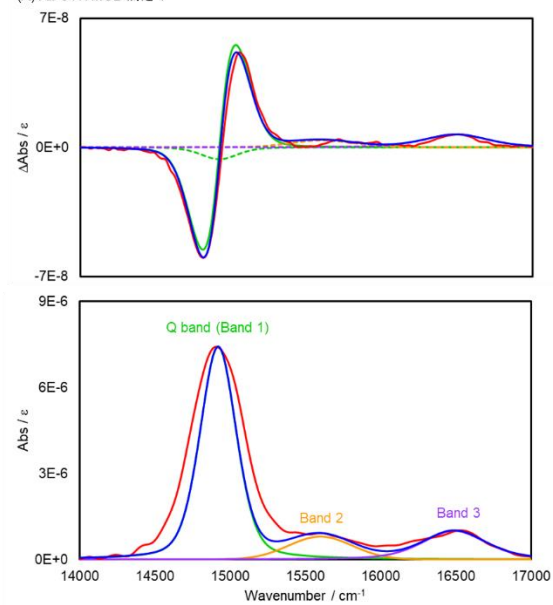 7E-8
0E+0
-7E-8
ΔAbs / ε
9E-6
6E-6
3E-6
0E+0
Abs / ε
Q band (Band 1)
Band 2
Band 3
14000 14500 15000 15500 16000 16500 17000
Wavenumber / cm⁻¹